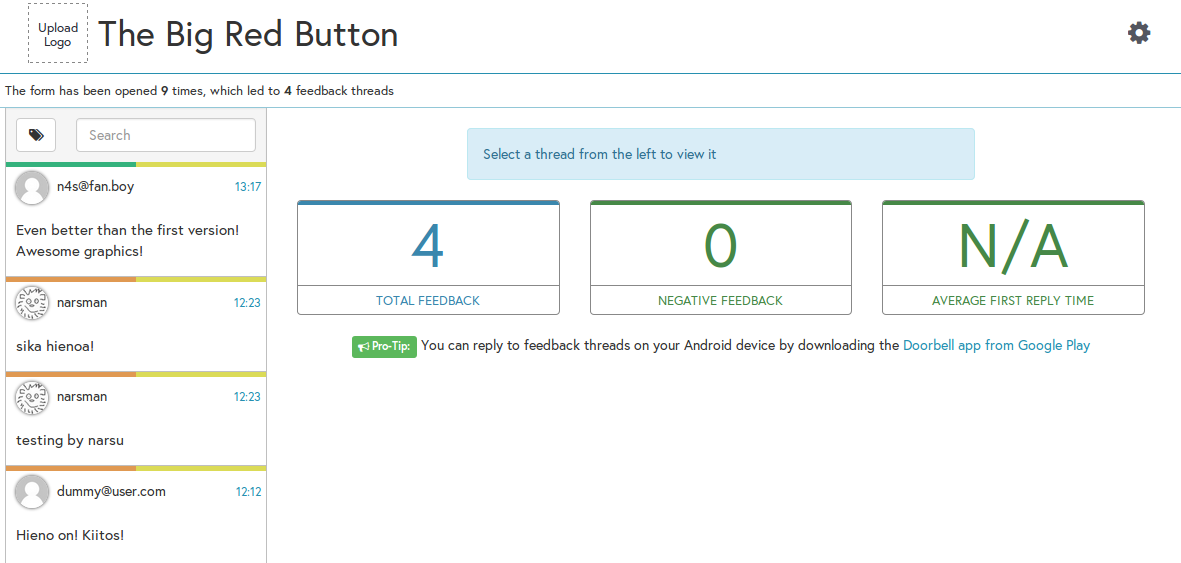 Upload
Logo
The Big Red Button
The form has been opened 9 times, which led to 4 feedback threads
Search
n4s@fan.boy 13:17
Even better than the first version!
Awesome graphics!
narsman 12:23
sika hienoa!
narsman 12:23
testing by narsu
dummy@user.com 12:12
Hieno on! Kiitos!
Select a thread from the left to view it
4
TOTAL FEEDBACK
0
NEGATIVE FEEDBACK
N/A
AVERAGE FIRST REPLY TIME
Pro-Tip: You can reply to feedback threads on your Android device by downloading the Doorbell app from Google Play